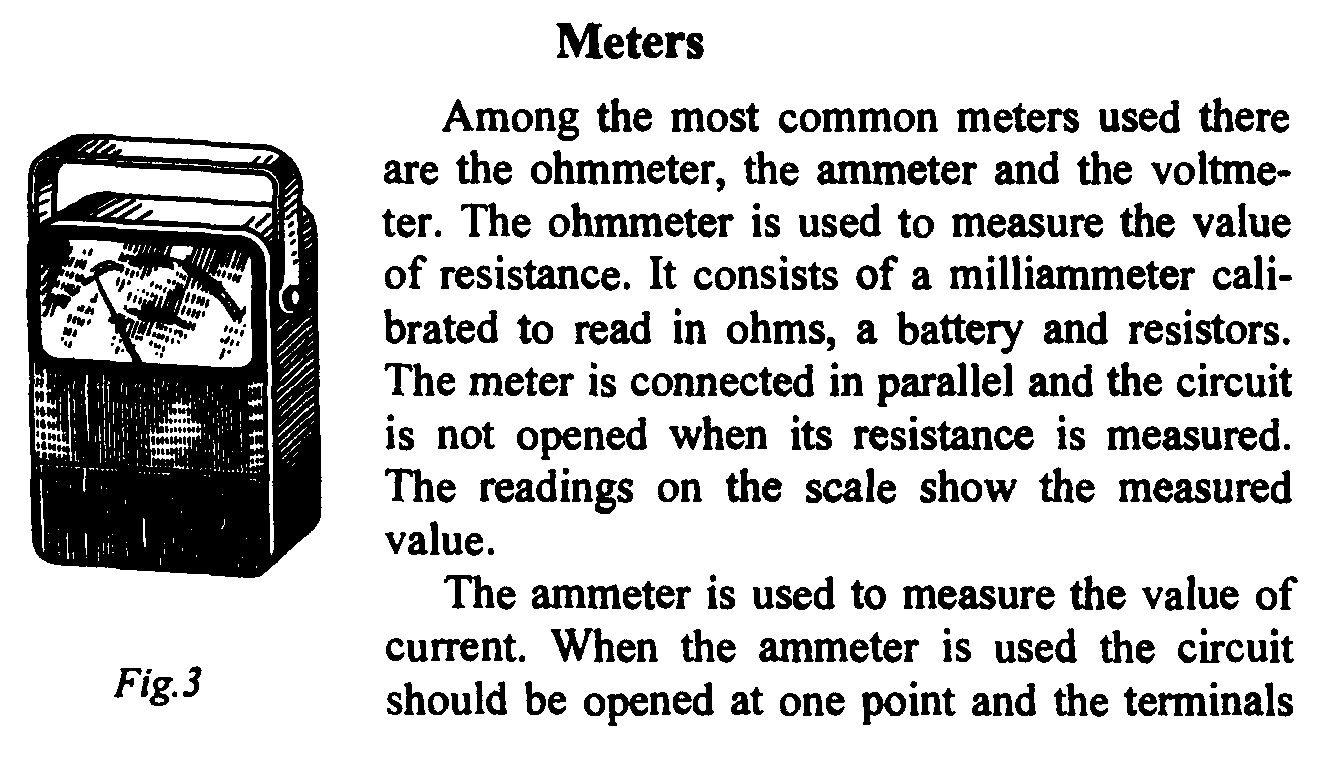 Meters
Among the most common meters used there
are the ohmmeter, the ammeter and the voltme-
ter. The ohmmeter is used to measure the value
of resistance. It consists of a milliammeter cali-
brated to read in ohms, a battery and resistors.
The meter is connected in parallel and the circuit
is not opened when its resistance is measured.
The readings on the scale show the measured
value.
The ammeter is used to measure the value of
current. When the ammeter is used the circuit
should be opened at one point and the terminals
Fig.3